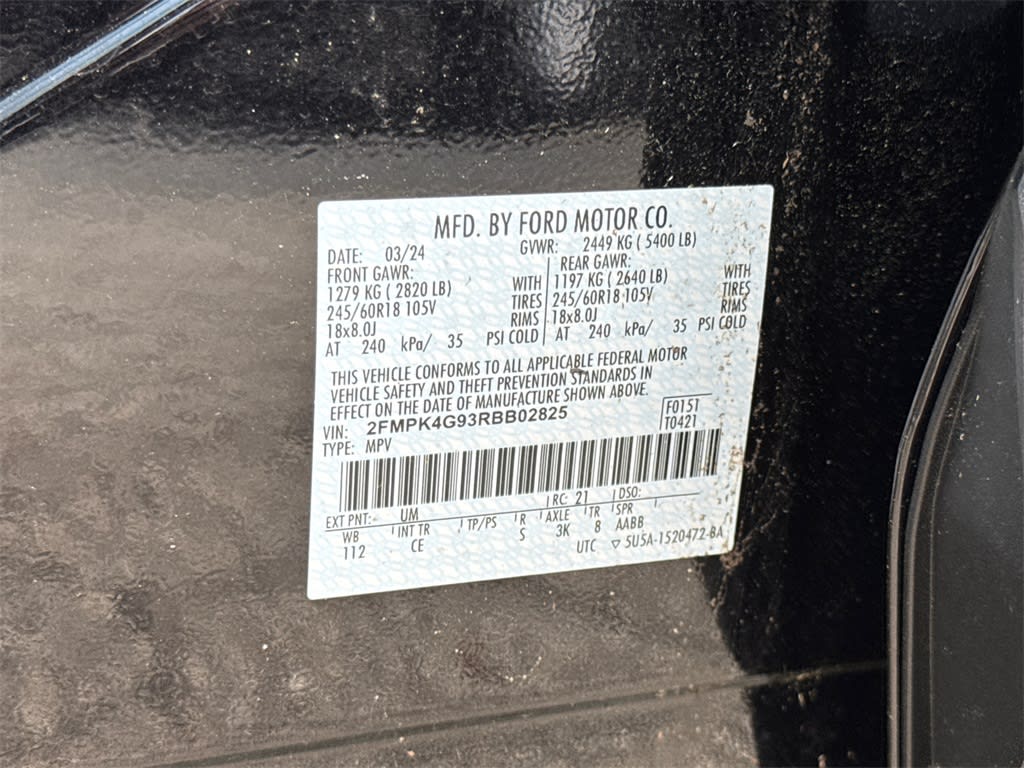 MFD. BY FORD MOTOR CO.
DATE: 03/24 GVWR: 2449 KG ( 5400 LB)
FRONT GAWR: REAR GAWR:
1279 KG ( 2820 LB) WITH 1197 KG ( 2640 LB) WITH
245/60R18 105V TIRES 245/60R18 105V TIRES
18x8.0J RIMS 18x8.0J RIMS
AT 240 kPa/ 35 PSI COLD AT 240 kPa/ 35 PSI COLD
THIS VEHICLE CONFORMS TO ALL APPLICABLE FEDERAL MOTOR
VEHICLE SAFETY AND THEFT PREVENTION STANDARDS IN
EFFECT ON THE DATE OF MANUFACTURE SHOWN ABOVE.
VIN: 2FMPK4G93RBB02825 F0151
TYPE: MPV T0421
EXT PNT: UM RC: 21 DSO:
WB INT TR TP/PS R AXLE TR SPR
112 CE S 3K 8 AABB
UTC ▽ 5U5A-1520472-BA